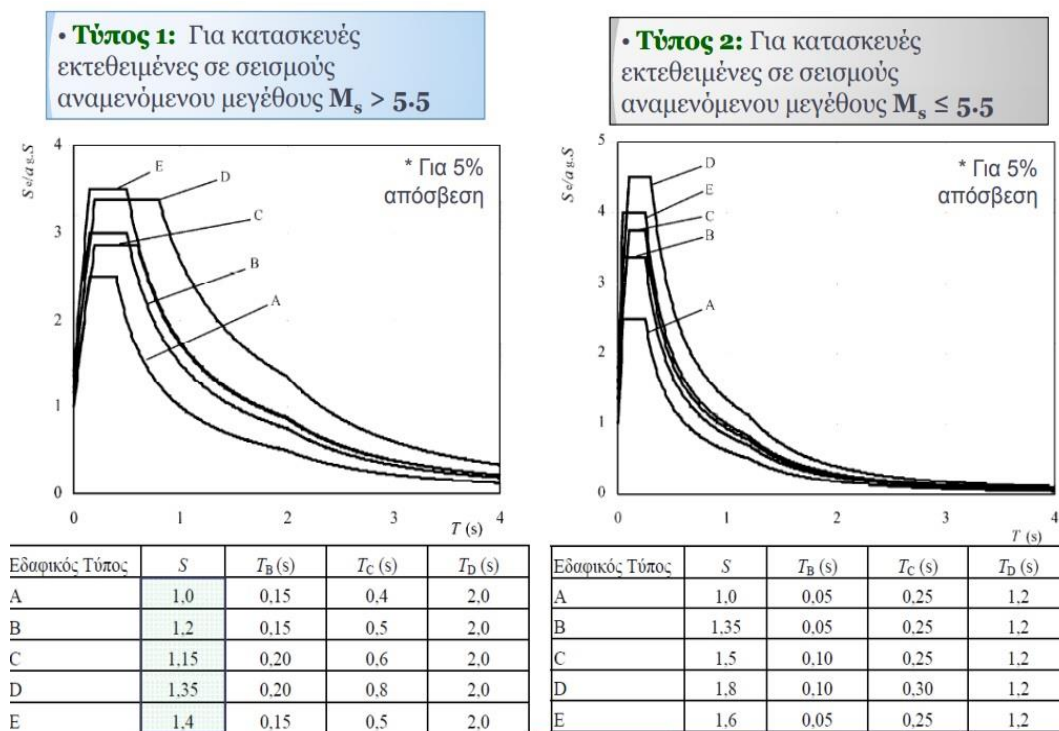 • Τύπος 1: Για κατασκευές
εκτεθειμένες σε σεισμούς
αναμενόμενου μεγέθους Ms > 5.5
• Τύπος 2: Για κατασκευές
εκτεθειμένες σε σεισμούς
αναμενόμενου μεγέθους Ms ≤ 5.5
Se/ag.S
4
3
2
1
0
E
D
C
B
A
* Για 5%
απόσβεση
0 1 2 3 4
T (s)
Se/ag.S
5
4
3
2
1
0
D
E
C
B
A
* Για 5%
απόσβεση
0 1 2 3 4
T (s)
Εδαφικός Τύπος S TB (s) TC (s) TD (s)
A 1,0 0,15 0,4 2,0
B 1,2 0,15 0,5 2,0
C 1,15 0,20 0,6 2,0
D 1,35 0,20 0,8 2,0
E 1,4 0,15 0,5 2,0
Εδαφικός Τύπος S TB (s) TC (s) TD (s)
A 1,0 0,05 0,25 1,2
B 1,35 0,05 0,25 1,2
C 1,5 0,10 0,25 1,2
D 1,8 0,10 0,30 1,2
E 1,6 0,05 0,25 1,2